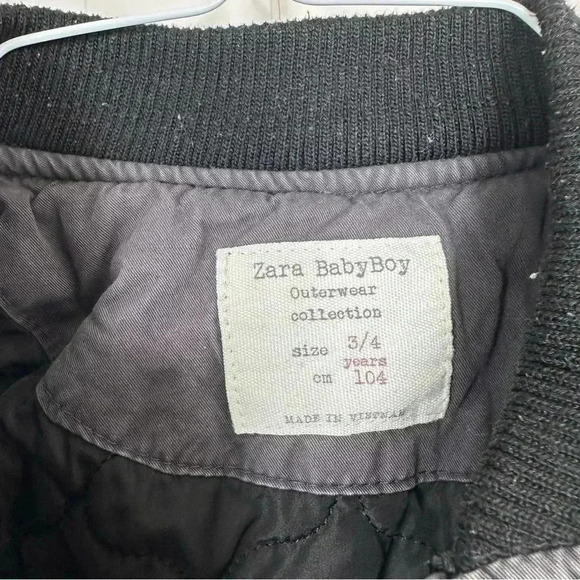 Zara BabyBoy
Outerwear
collection
size 3/4
years
cm 104
MADE IN VIETNAM